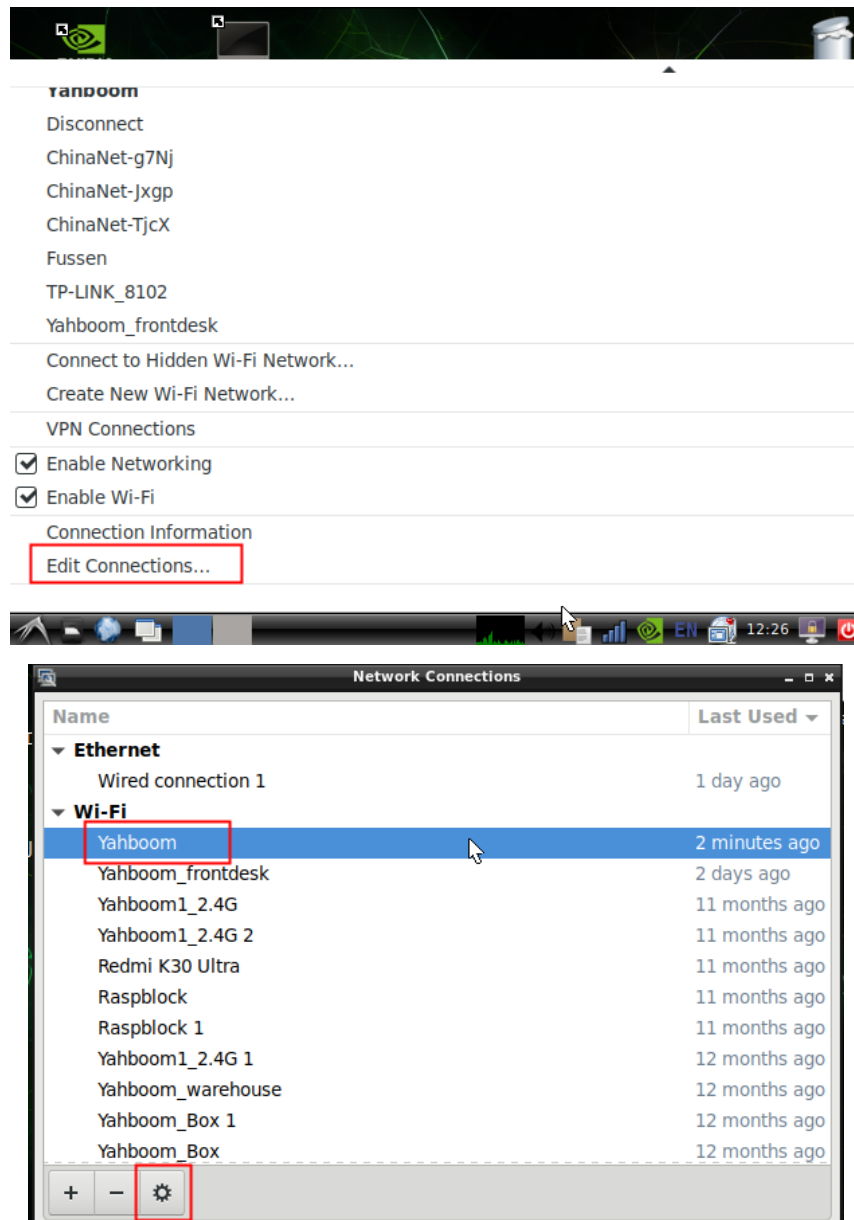 Yahboom
Disconnect
ChinaNet-g7Nj
ChinaNet-Jxgp
ChinaNet-TjcX
Fussen
TP-LINK_8102
Yahboom_frontdesk
Connect to Hidden Wi-Fi Network...
Create New Wi-Fi Network...
VPN Connections
Enable Networking
Enable Wi-Fi
Connection Information
Edit Connections...
EN 12:26
Network Connections
Name Last Used
Ethernet
Wired connection 1 1 day ago
Wi-Fi
Yahboom 2 minutes ago
Yahboom_frontdesk 2 days ago
Yahboom1_2.4G 11 months ago
Yahboom1_2.4G 2 11 months ago
Redmi K30 Ultra 11 months ago
Raspblock 11 months ago
Raspblock 1 11 months ago
Yahboom1_2.4G 1 12 months ago
Yahboom_warehouse 12 months ago
Yahboom_Box 1 12 months ago
Yahboom_Box 12 months ago